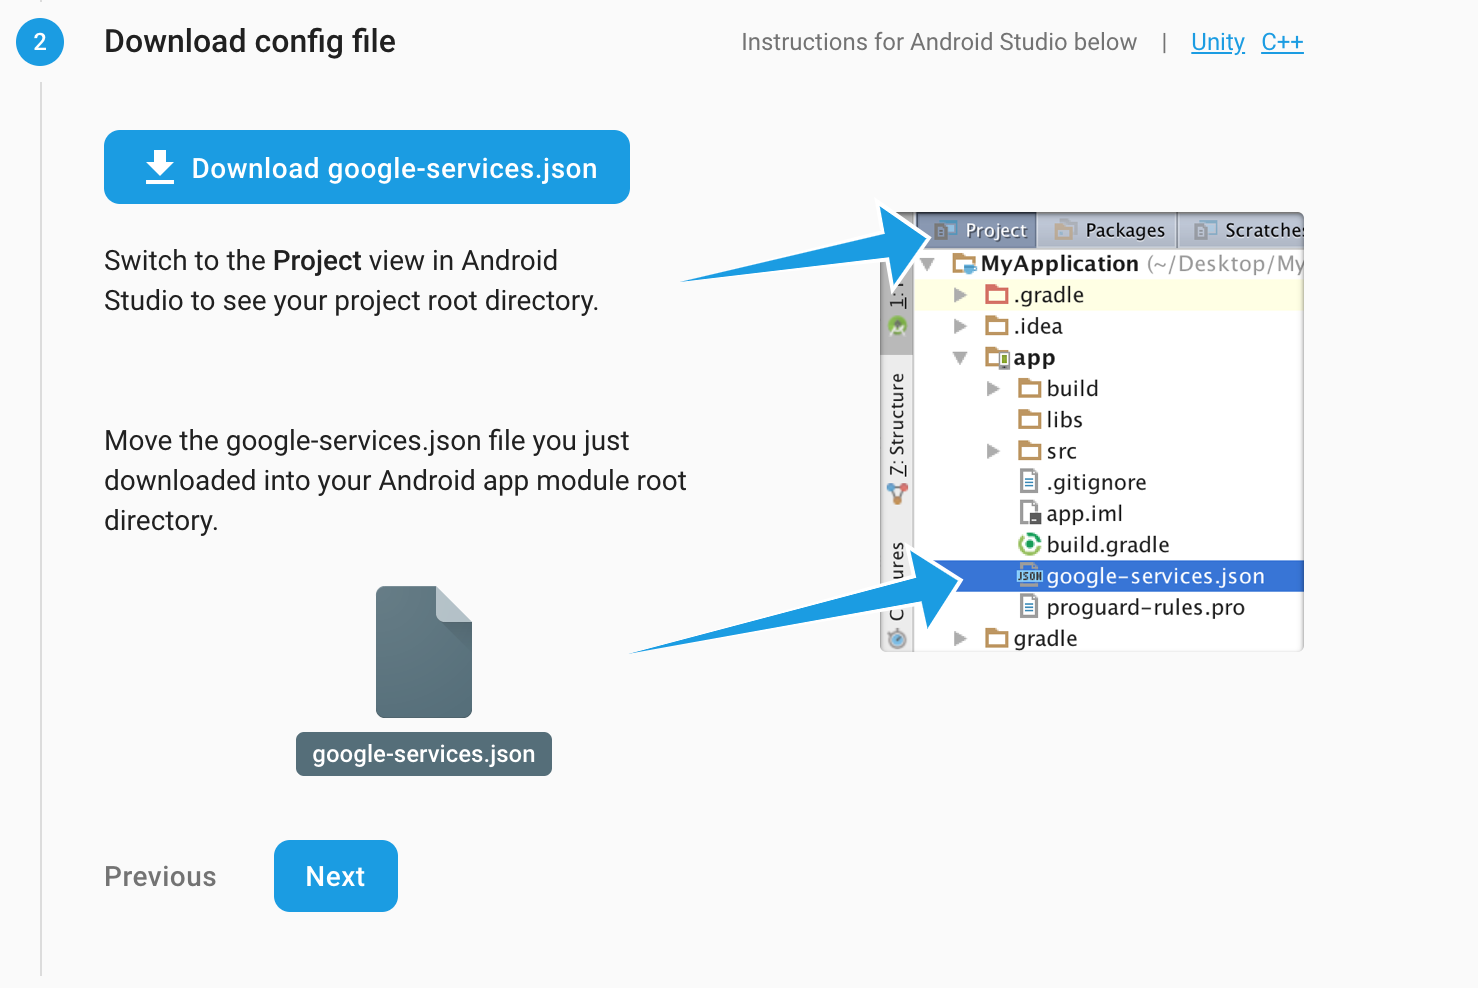 2
Download config file
Instructions for Android Studio below | Unity C++
Download google-services.json
Switch to the Project view in Android
Studio to see your project root directory.
Move the google-services.json file you just
downloaded into your Android app module root
directory.
google-services.json
Previous
Next
Project Packages Scratche
MyApplication (~/Desktop/My
.gradle
.idea
app
build
libs
src
.gitignore
app.iml
build.gradle
JSON google-services.json
proguard-rules.pro
gradle
1:
7: Structure